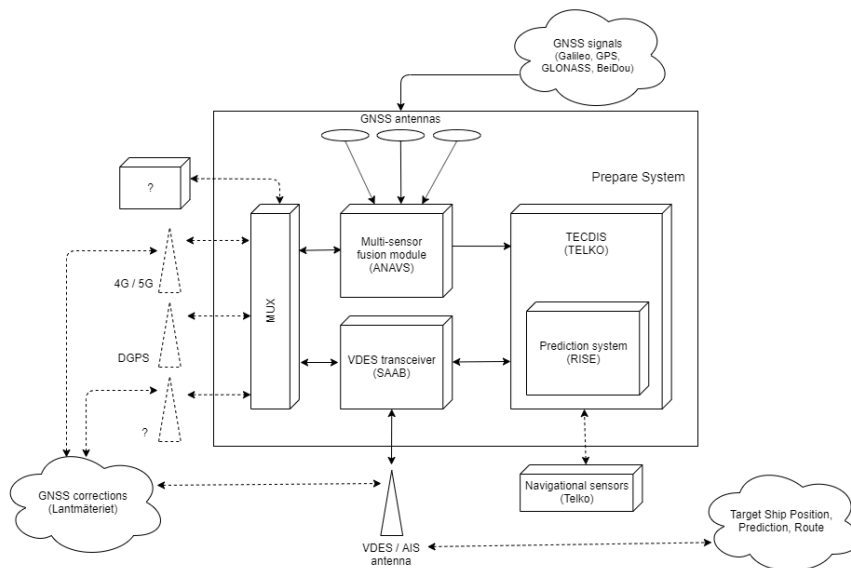 GNSS signals
(Galileo, GPS,
GLONASS, BeiDou)
GNSS antennas
Prepare System
?
Multi-sensor
fusion module
(ANAVS)
TECDIS
(TELKO)
4G / 5G
MUX
DGPS
VDES transceiver
(SAAB)
Prediction system
(RISE)
?
GNSS corrections
(Lantmäteriet)
Navigational sensors
(Telko)
Target Ship Position,
Prediction, Route
VDES / AIS
antenna